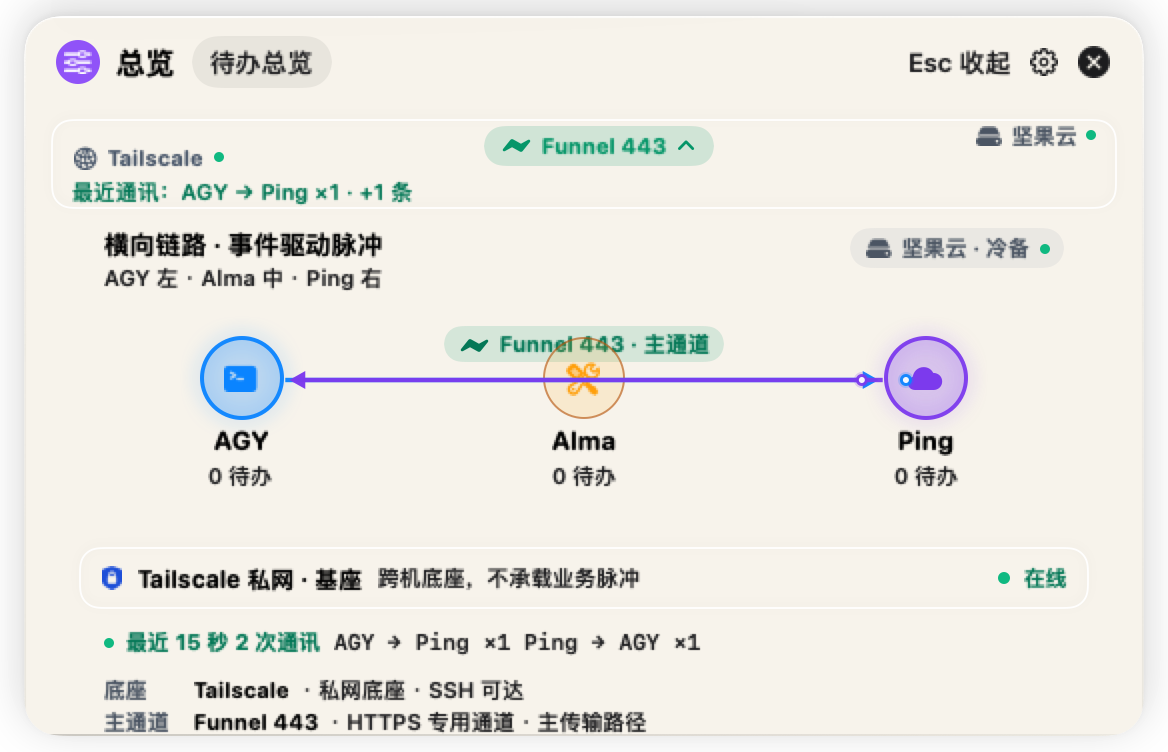 总览 待办总览 Esc 收起
Tailscale Funnel 443 坚果云
最近通讯：AGY → Ping ×1 · +1 条
横向链路 · 事件驱动脉冲
坚果云 · 冷备
AGY 左 · Alma 中 · Ping 右
Funnel 443 · 主通道
AGY Alma Ping
0 待办 0 待办 0 待办
Tailscale 私网 · 基座 跨机底座，不承载业务脉冲 在线
最近 15 秒 2 次通讯 AGY → Ping ×1 Ping → AGY ×1
底座 Tailscale · 私网底座 · SSH 可达
主通道 Funnel 443 · HTTPS 专用通道 · 主传输路径